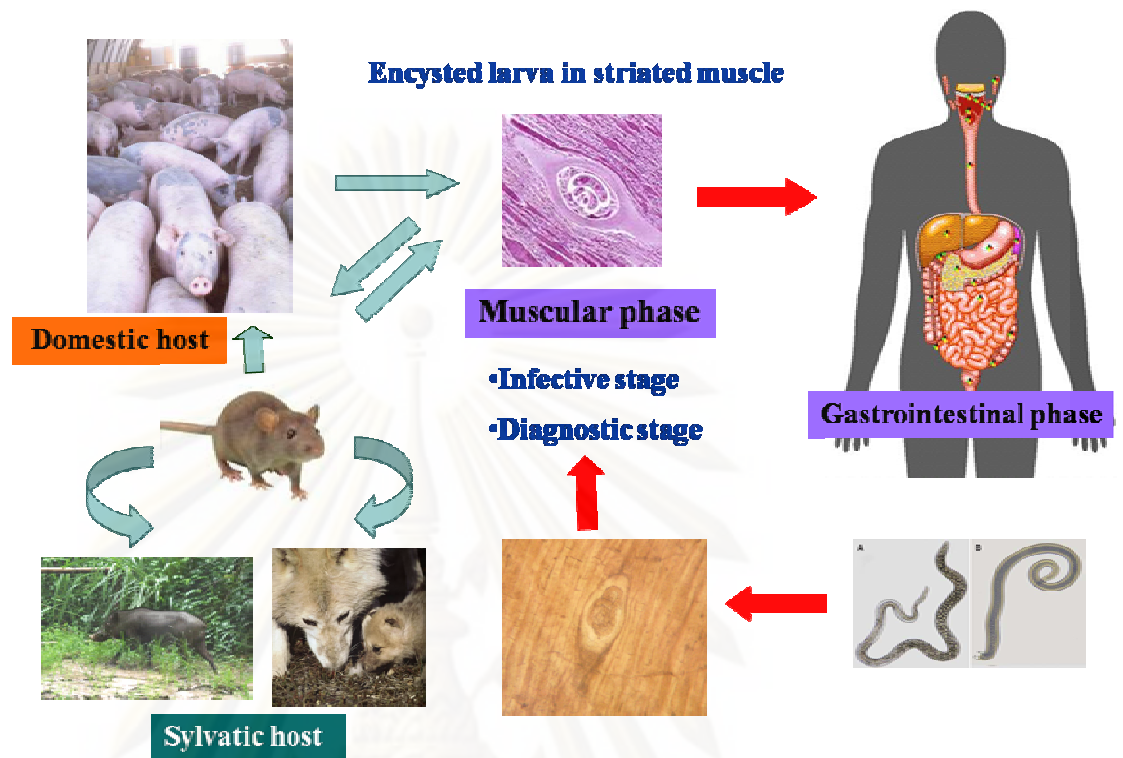 Encysted larva in striated muscle
Domestic host
Muscular phase
•Infective stage
•Diagnostic stage
Gastrointestinal phase
A
B
Sylvatic host